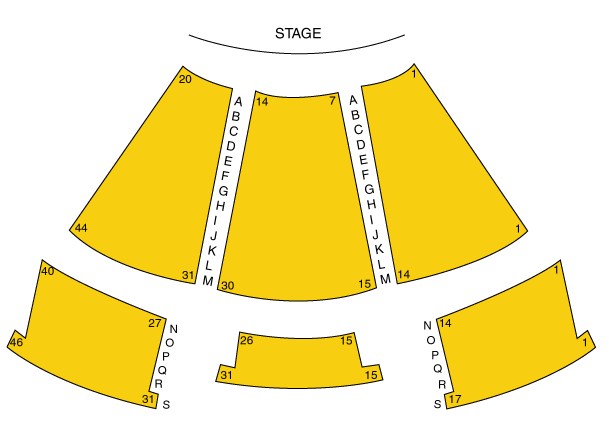 STAGE
20
14
7
1
A
B
C
D
E
F
G
H
I
J
K
L
M
A
B
C
D
E
F
G
H
I
J
K
L
M
44
31
30
15
14
1
40
27
46
31
N
O
P
Q
R
S
26
15
31
15
N
O
P
Q
R
S
14
1
17
1